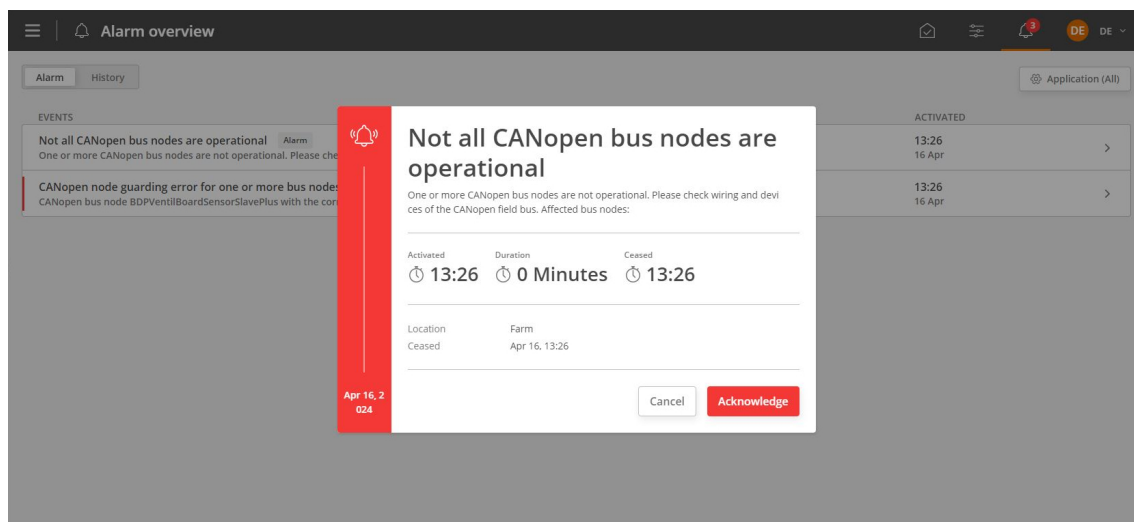 Alarm overview
3
DE DE
Alarm History
Application (All)
EVENTS ACTIVATED
Not all CANopen bus nodes are operational Alarm
One or more CANopen bus nodes are not operational. Please che
13:26
16 Apr
CANopen node guarding error for one or more bus nodes
CANopen bus node BDPVentilBoardSensorSlavePlus with the con
13:26
16 Apr
Not all CANopen bus nodes are
operational
One or more CANopen bus nodes are not operational. Please check wiring and devi
ces of the CANopen field bus. Affected bus nodes:
Activated Duration Ceased
13:26 0 Minutes 13:26
Location Farm
Ceased Apr 16, 13:26
Apr 16, 2
024
Cancel Acknowledge